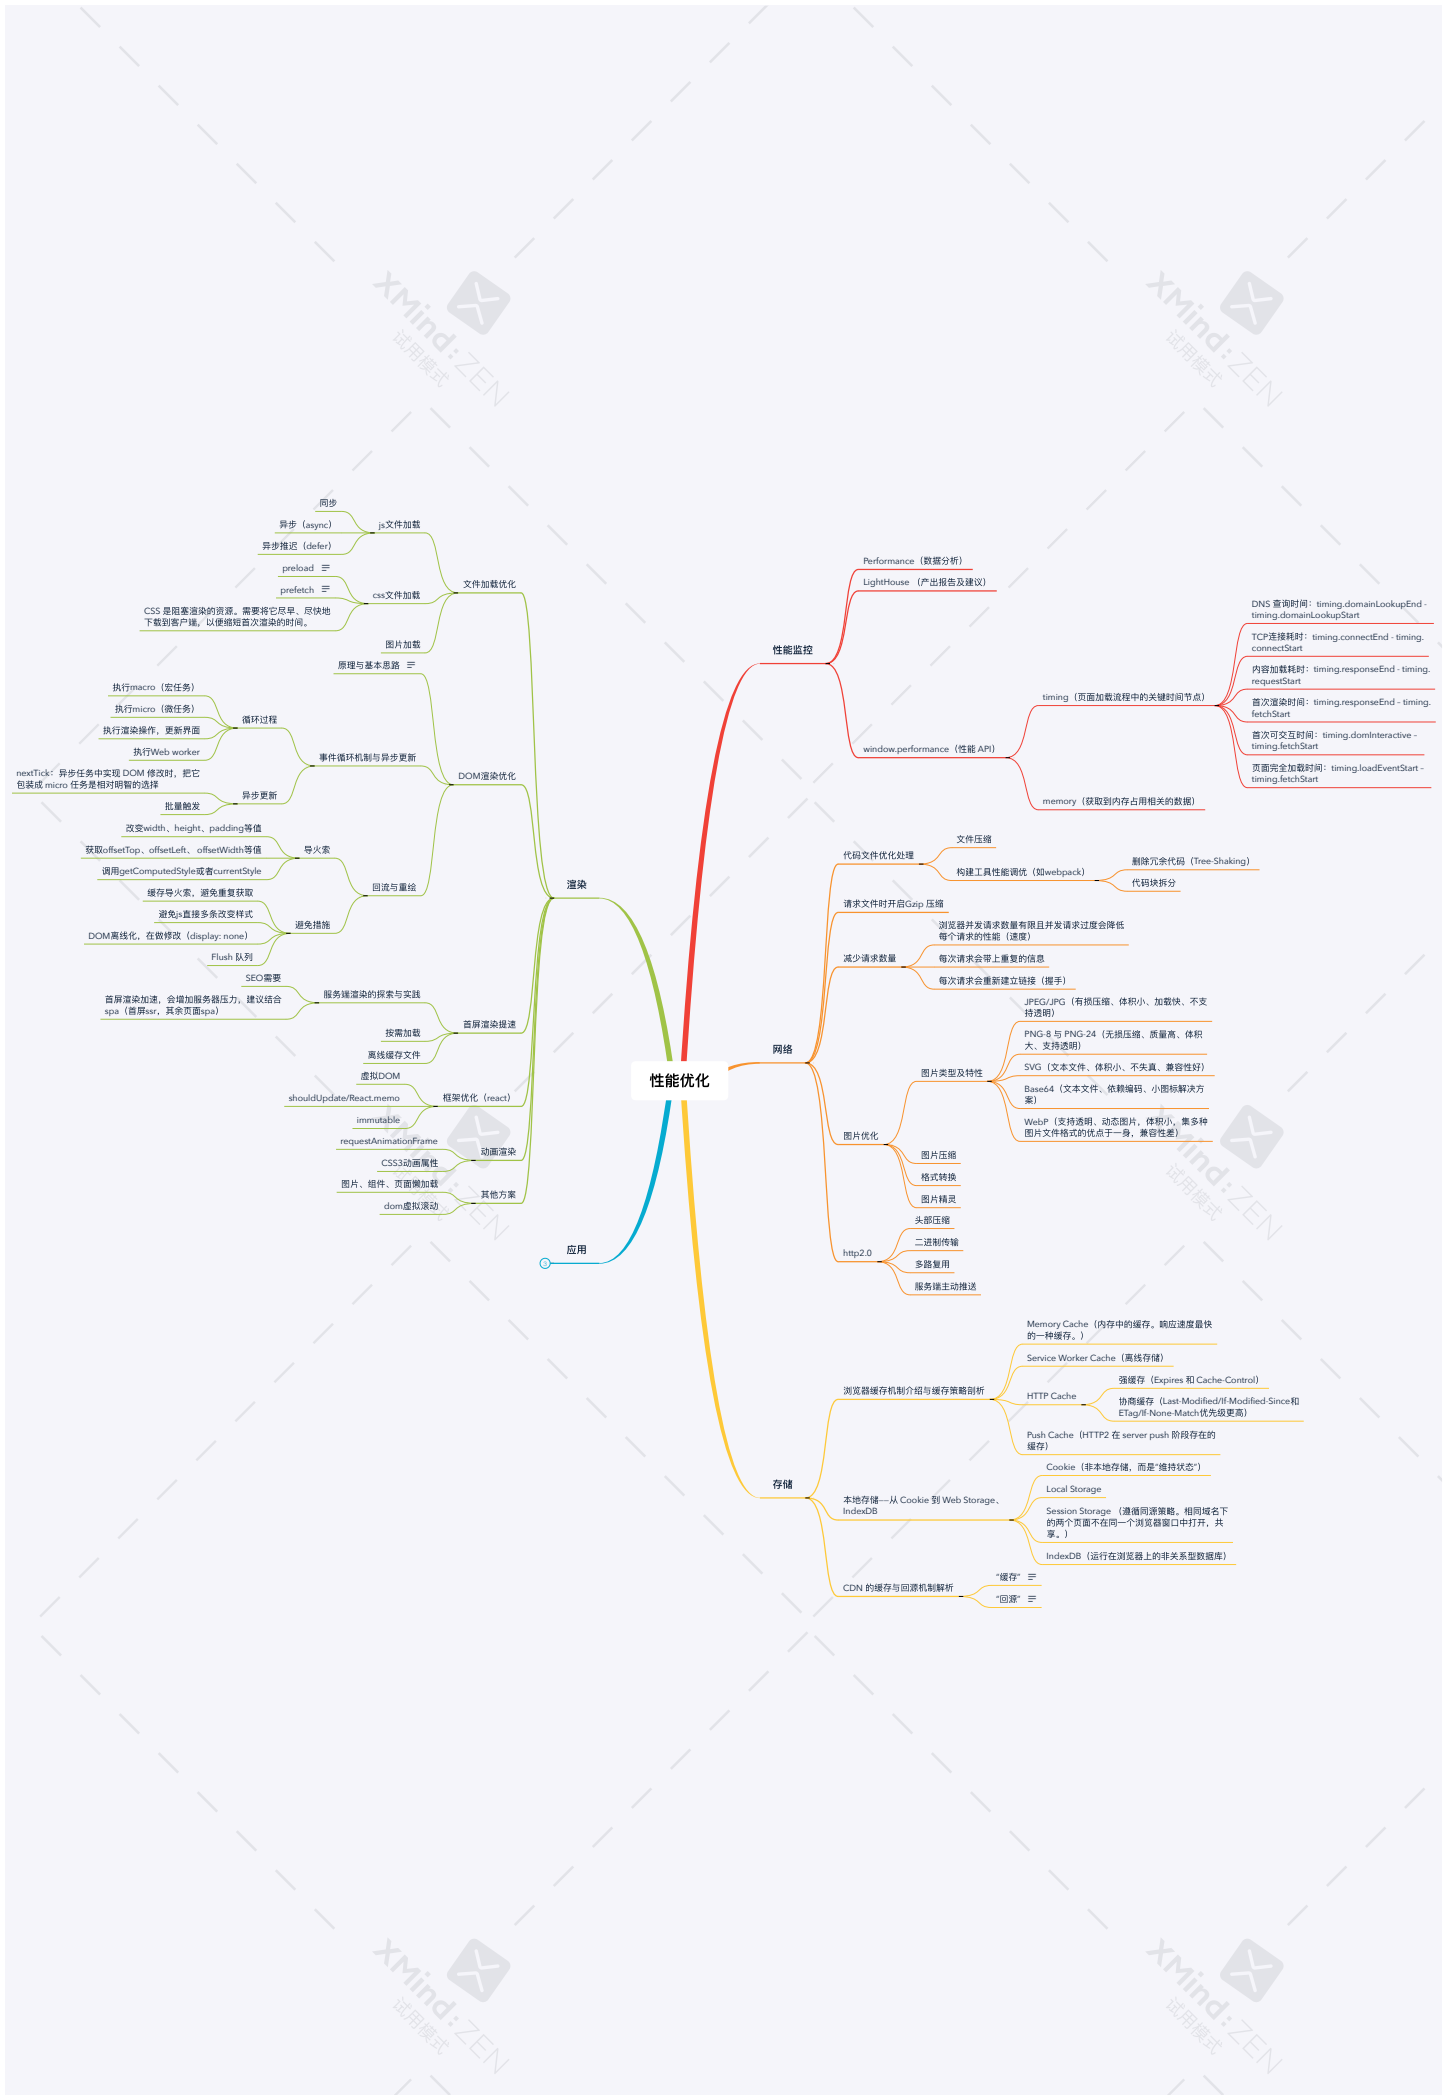 性能优化
性能监控
Performance（数据分析）
LightHouse （产出报告及建议）
window.performance（性能 API）
timing（页面加载流程中的关键时间节点）
DNS 查询时间：timing.domainLookupEnd -
timing.domainLookupStart
TCP连接耗时：timing.connectEnd - timing.
connectStart
内容加载耗时：timing.responseEnd - timing.
requestStart
首次渲染时间：timing.responseEnd – timing.
fetchStart
首次可交互时间：timing.domInteractive –
timing.fetchStart
页面完全加载时间：timing.loadEventStart –
timing.fetchStart
memory（获取到内存占用相关的数据）
网络
代码文件优化处理
文件压缩
构建工具性能调优（如webpack）
删除冗余代码（Tree-Shaking）
代码块拆分
请求文件时开启Gzip 压缩
减少请求数量
浏览器并发请求数量有限且并发请求过度会降低
每个请求的性能（速度）
每次请求会带上重复的信息
每次请求会重新建立链接（握手）
图片优化
图片类型及特性
JPEG/JPG（有损压缩、体积小、加载快、不支
持透明）
PNG-8 与 PNG-24（无损压缩、质量高、体积
大、支持透明）
SVG（文本文件、体积小、不失真、兼容性好）
Base64（文本文件、依赖编码、小图标解决方
案）
WebP（支持透明、动态图片，体积小，集多种
图片文件格式的优点于一身，兼容性差）
图片压缩
格式转换
图片精灵
http2.0
头部压缩
二进制传输
多路复用
服务端主动推送
存储
浏览器缓存机制介绍与缓存策略剖析
Memory Cache（内存中的缓存。响应速度最快
的一种缓存。）
Service Worker Cache（离线存储）
HTTP Cache
强缓存（Expires 和 Cache-Control）
协商缓存（Last-Modified/If-Modified-Since和
ETag/If-None-Match优先级更高）
Push Cache（HTTP2 在 server push 阶段存在的
缓存）
本地存储——从 Cookie 到 Web Storage、
IndexDB
Cookie（非本地存储，而是“维持状态”）
Local Storage
Session Storage （遵循同源策略。相同域名下
的两个页面不在同一个浏览器窗口中打开，共
享。）
IndexDB（运行在浏览器上的非关系型数据库）
CDN 的缓存与回源机制解析
“缓存”
“回源”
渲染
文件加载优化
js文件加载
同步
异步（async）
异步推迟（defer）
css文件加载
preload
prefetch
CSS 是阻塞渲染的资源。需要将它尽早、尽快地
下载到客户端，以便缩短首次渲染的时间。
图片加载
DOM渲染优化
原理与基本思路
事件循环机制与异步更新
循环过程
执行macro（宏任务）
执行micro（微任务）
执行渲染操作，更新界面
执行Web worker
异步更新
nextTick：异步任务中实现 DOM 修改时，把它
包装成 micro 任务是相对明智的选择
批量触发
回流与重绘
导火索
改变width、height、padding等值
获取offsetTop、offsetLeft、 offsetWidth等值
调用getComputedStyle或者currentStyle
避免措施
缓存导火索，避免重复获取
避免js直接多条改变样式
DOM离线化，在做修改（display: none）
Flush 队列
首屏渲染提速
服务端渲染的探索与实践
SEO需要
首屏渲染加速，会增加服务器压力，建议结合
spa（首屏ssr，其余页面spa）
按需加载
离线缓存文件
框架优化（react）
虚拟DOM
shouldUpdate/React.memo
immutable
动画渲染
requestAnimationFrame
CSS3动画属性
其他方案
图片、组件、页面懒加载
dom虚拟滚动
应用
XMind:ZEN
试用模式
XMind:ZEN
试用模式
XMind:ZEN
试用模式
XMind:ZEN
试用模式
XMind:ZEN
试用模式
XMind:ZEN
试用模式